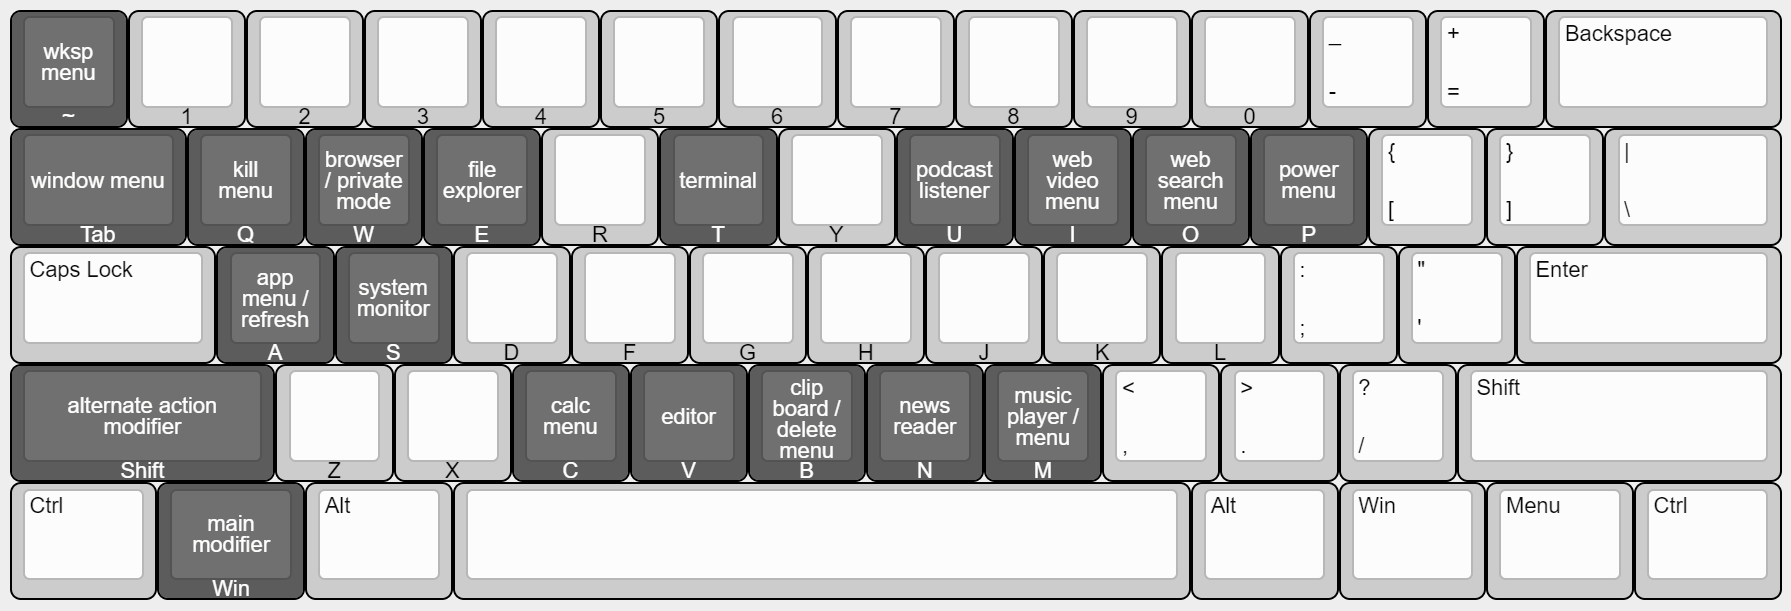 wksp
menu
~
1
2
3
4
5
6
7
8
9
0
_
-
+
=
Backspace
window menu
Tab
kill
menu
Q
browser
/ private
mode
W
file
explorer
E
R
terminal
T
Y
podcast
listener
U
web
video
menu
I
web
search
menu
O
power
menu
P
{
[
}
]
|
\
Caps Lock
app
menu /
refresh
A
system
monitor
S
D
F
G
H
J
K
L
:
;
"
'
Enter
alternate action
modifier
Shift
Z
X
calc
menu
C
editor
V
clip
board /
delete
menu
B
news
reader
N
music
player /
menu
M
<
,
>
.
?
/
Shift
Ctrl
main
modifier
Win
Alt
Alt
Win
Menu
Ctrl